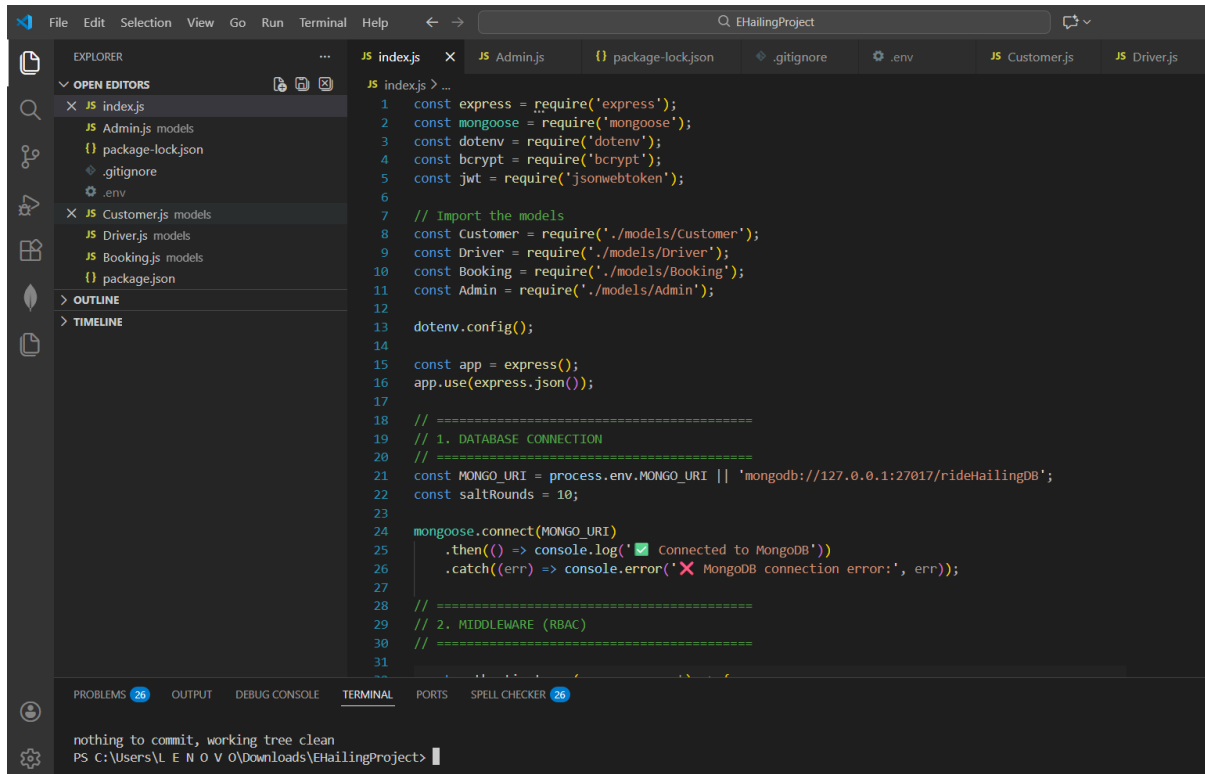 File Edit Selection View Go Run Terminal Help ← → EHailingProject
EXPLORER ...
OPEN EDITORS
JS index.js
JS Admin.js models
{} package-lock.json
.gitignore
.env
JS Customer.js models
JS Driver.js models
JS Booking.js models
{} package.json
OUTLINE
TIMELINE
JS index.js JS Admin.js {} package-lock.json .gitignore .env JS Customer.js JS Driver.js
JS index.js > ...
1 const express = require('express');
2 const mongoose = require('mongoose');
3 const dotenv = require('dotenv');
4 const bcrypt = require('bcrypt');
5 const jwt = require('jsonwebtoken');
6
7 // Import the models
8 const Customer = require('./models/Customer');
9 const Driver = require('./models/Driver');
10 const Booking = require('./models/Booking');
11 const Admin = require('./models/Admin');
12
13 dotenv.config();
14
15 const app = express();
16 app.use(express.json());
17
18 // ==========================================
19 // 1. DATABASE CONNECTION
20 // ==========================================
21 const MONGO_URI = process.env.MONGO_URI || 'mongodb://127.0.0.1:27017/rideHailingDB';
22 const saltRounds = 10;
23
24 mongoose.connect(MONGO_URI)
25 .then(() => console.log('✅ Connected to MongoDB'))
26 .catch((err) => console.error('❌ MongoDB connection error:', err));
27
28 // ==========================================
29 // 2. MIDDLEWARE (RBAC)
30 // ==========================================
31
PROBLEMS 26 OUTPUT DEBUG CONSOLE TERMINAL PORTS SPELL CHECKER 26
nothing to commit, working tree clean
PS C:\Users\L E N O V O\Downloads\EHailingProject>